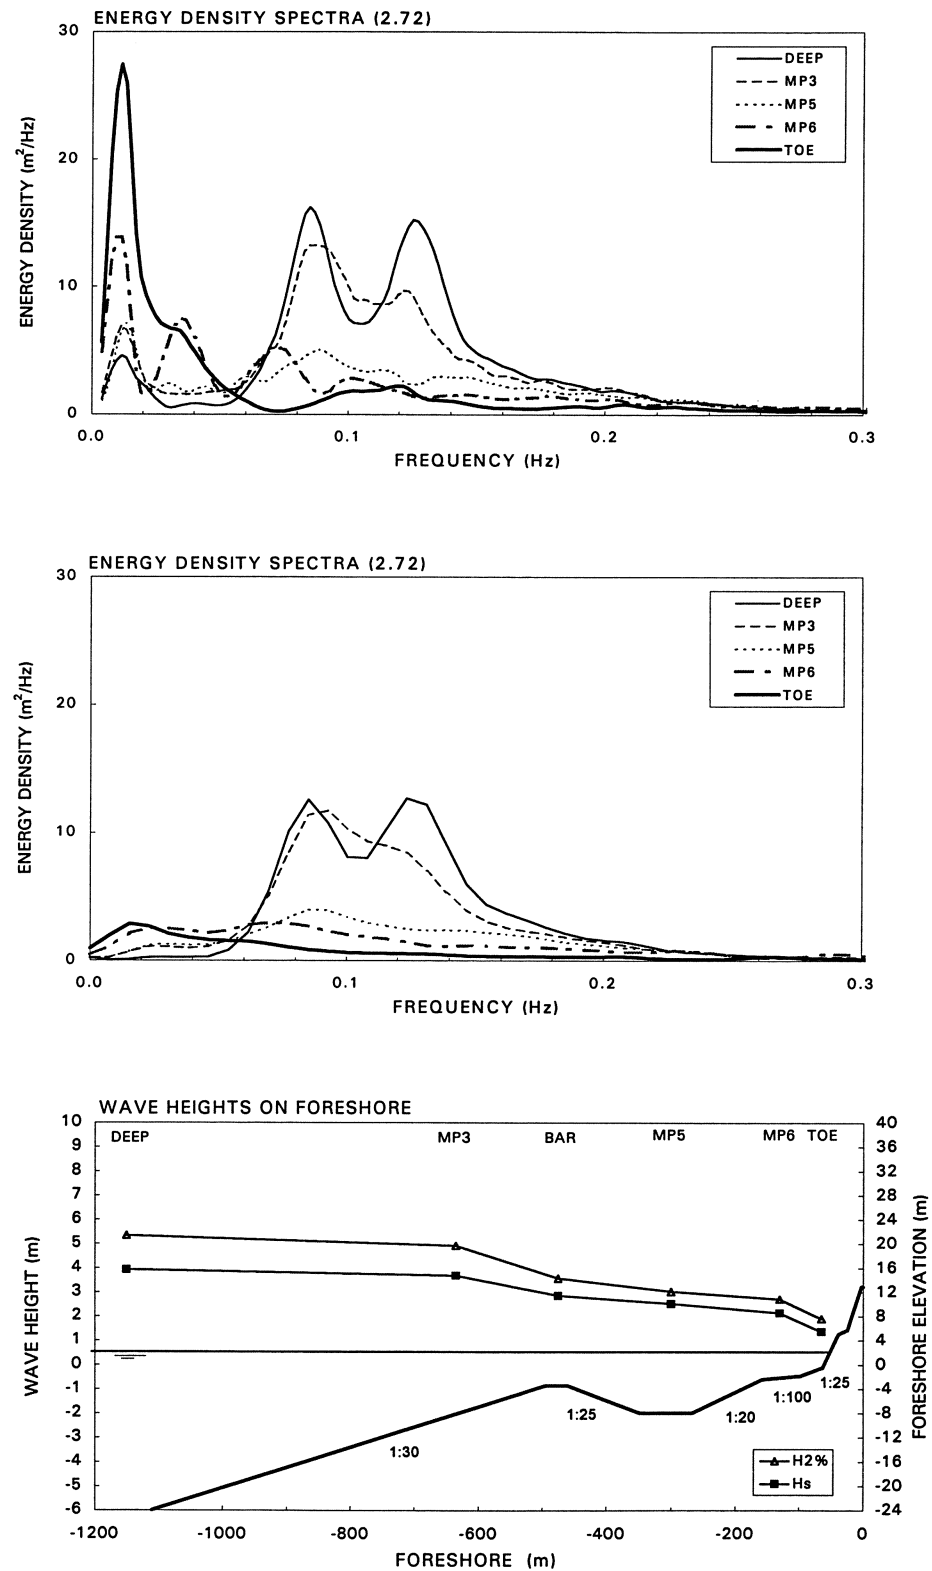 ENERGY DENSITY SPECTRA (2.72)
30
20
10
0
ENERGY DENSITY (m²/Hz)
DEEP
MP3
MP5
MP6
TOE
0.0 0.1 0.2 0.3
FREQUENCY (Hz)
ENERGY DENSITY SPECTRA (2.72)
30
20
10
0
ENERGY DENSITY (m²/Hz)
DEEP
MP3
MP5
MP6
TOE
0.0 0.1 0.2 0.3
FREQUENCY (Hz)
WAVE HEIGHTS ON FORESHORE
DEEP MP3 BAR MP5 MP6 TOE
10 40
9 36
8 32
7 28
6 24
5 20
4 16
3 12
2 8
1 4
0 0
-1 -4
-2 -8
-3 -12
-4 -16
-5 -20
-6 -24
WAVE HEIGHT (m)
FORESHORE ELEVATION (m)
1:30
1:25
1:20
1:100
1:25
H2%
Hs
-1200 -1000 -800 -600 -400 -200 0
FORESHORE (m)